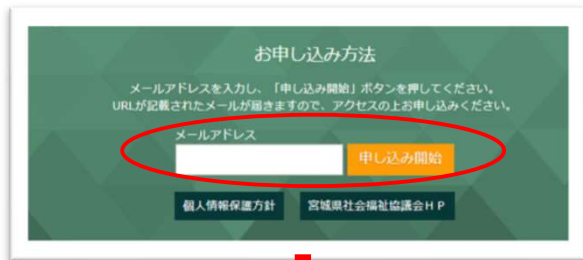 お申し込み方法
メールアドレスを入力し、「申し込み開始」ボタンを押してください。
URLが記載されたメールが届きますので、アクセスの上お申し込みください。
メールアドレス
申し込み開始
個人情報保護方針 宮城県社会福祉協議会HP